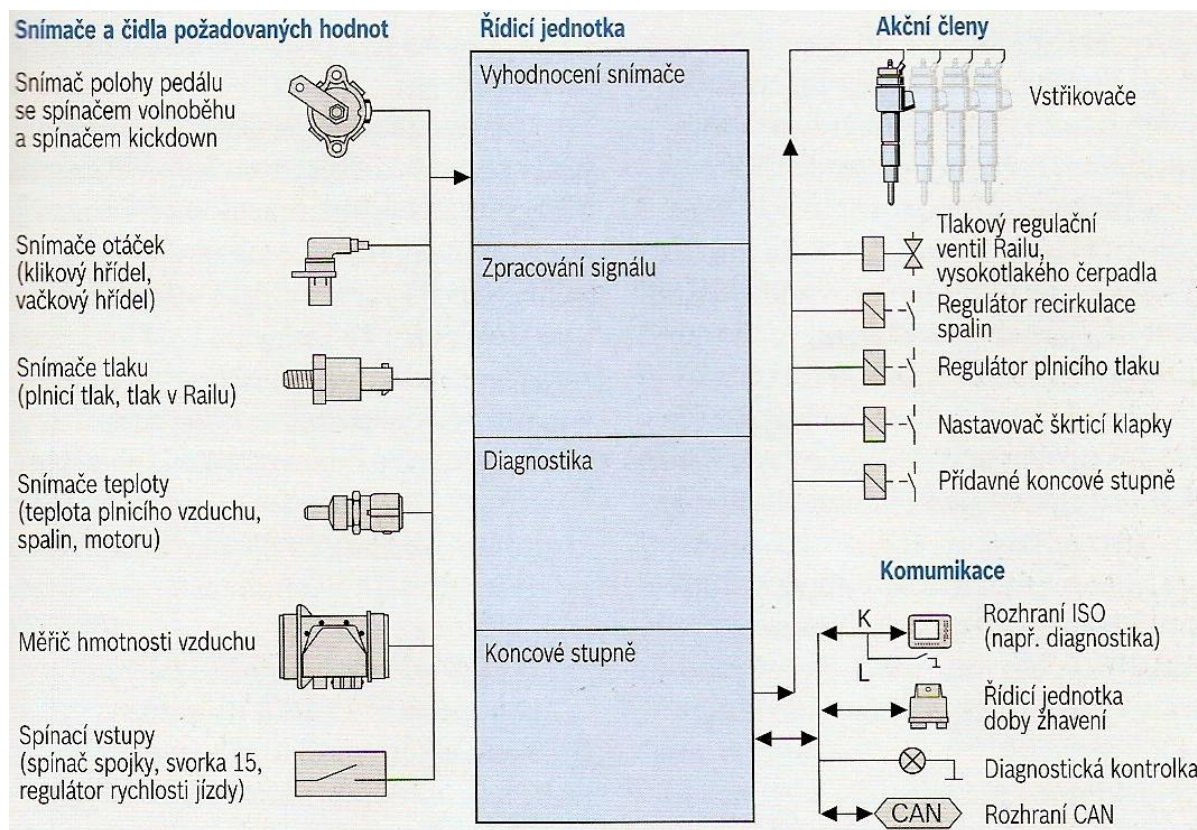 Snímače a čidla požadovaných hodnot
Snímač polohy pedálu
se spínačem volnoběhu
a spínačem kickdown
Snímače otáček
(klikový hřídel,
vačkový hřídel)
Snímače tlaku
(plnicí tlak, tlak v Railu)
Snímače teploty
(teplota plnicího vzduchu,
spalin, motoru)
Měřič hmotnosti vzduchu
Spínací vstupy
(spínač spojky, svorka 15,
regulátor rychlosti jízdy)
Řídicí jednotka
Vyhodnocení snímače
Zpracování signálu
Diagnostika
Koncové stupně
Akční členy
Vstřikovače
Tlakový regulační
ventil Railu,
vysokotlakého čerpadla
Regulátor recirkulace
spalin
Regulátor plnicího tlaku
Nastavovač škrticí klapky
Přídavné koncové stupně
Komumikace
K
L
Rozhraní ISO
(např. diagnostika)
Řídicí jednotka
doby žhavení
Diagnostická kontrolka
CAN
Rozhraní CAN